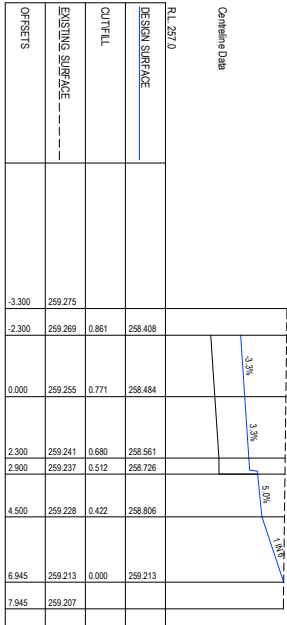 Centreline Data
-3.3% 3.3% 5.0% 1 IN 6
R.L. 257.0
DESIGN SURFACE 258.408 258.484 258.561 258.726 258.806 259.213
CUT\FILL 0.861 0.771 0.680 0.512 0.422 0.000
EXISTING SURFACE 259.275 259.269 259.255 259.241 259.237 259.228 259.213 259.207
OFFSETS -3.300 -2.300 0.000 2.300 2.900 4.500 6.945 7.945